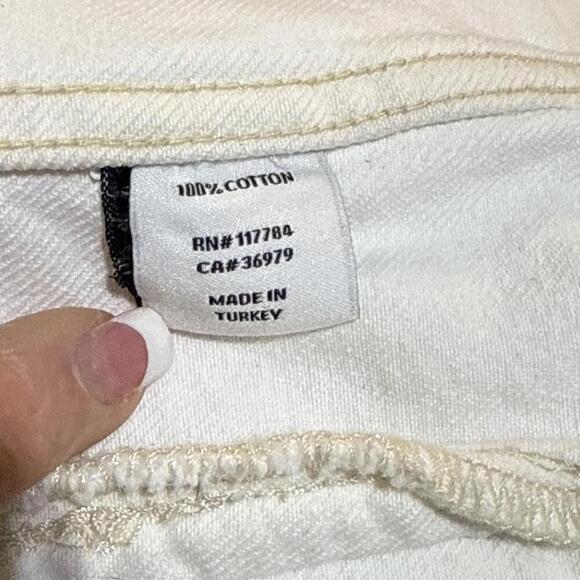 100% COTTON
RN# 117784
CA# 36979
MADE IN
TURKEY